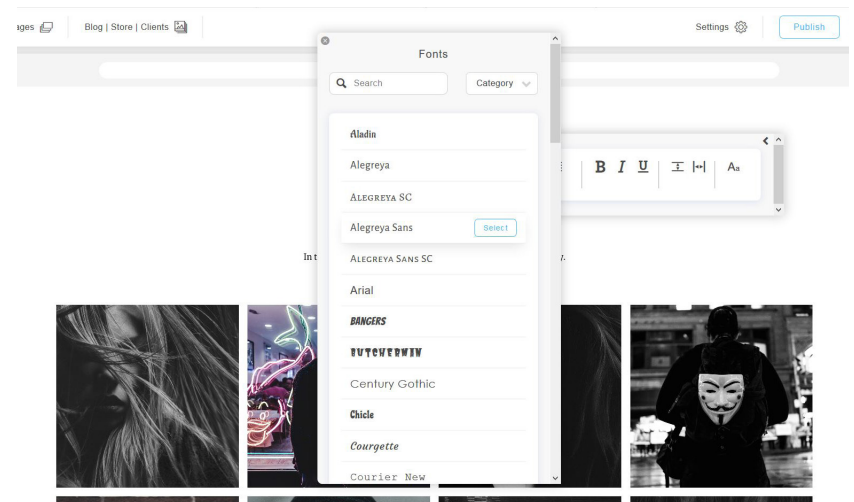 ages
Blog | Store | Clients
Settings
Publish
Fonts
Search
Category
Aladin
Alegreya
ALEGREYA SC
Alegreya Sans
Select
ALEGREYA SANS SC
Arial
BANGERS
BUTCHERMAN
Century Gothic
Chicle
Courgette
Courier New
B I U
Aa
In t
y.